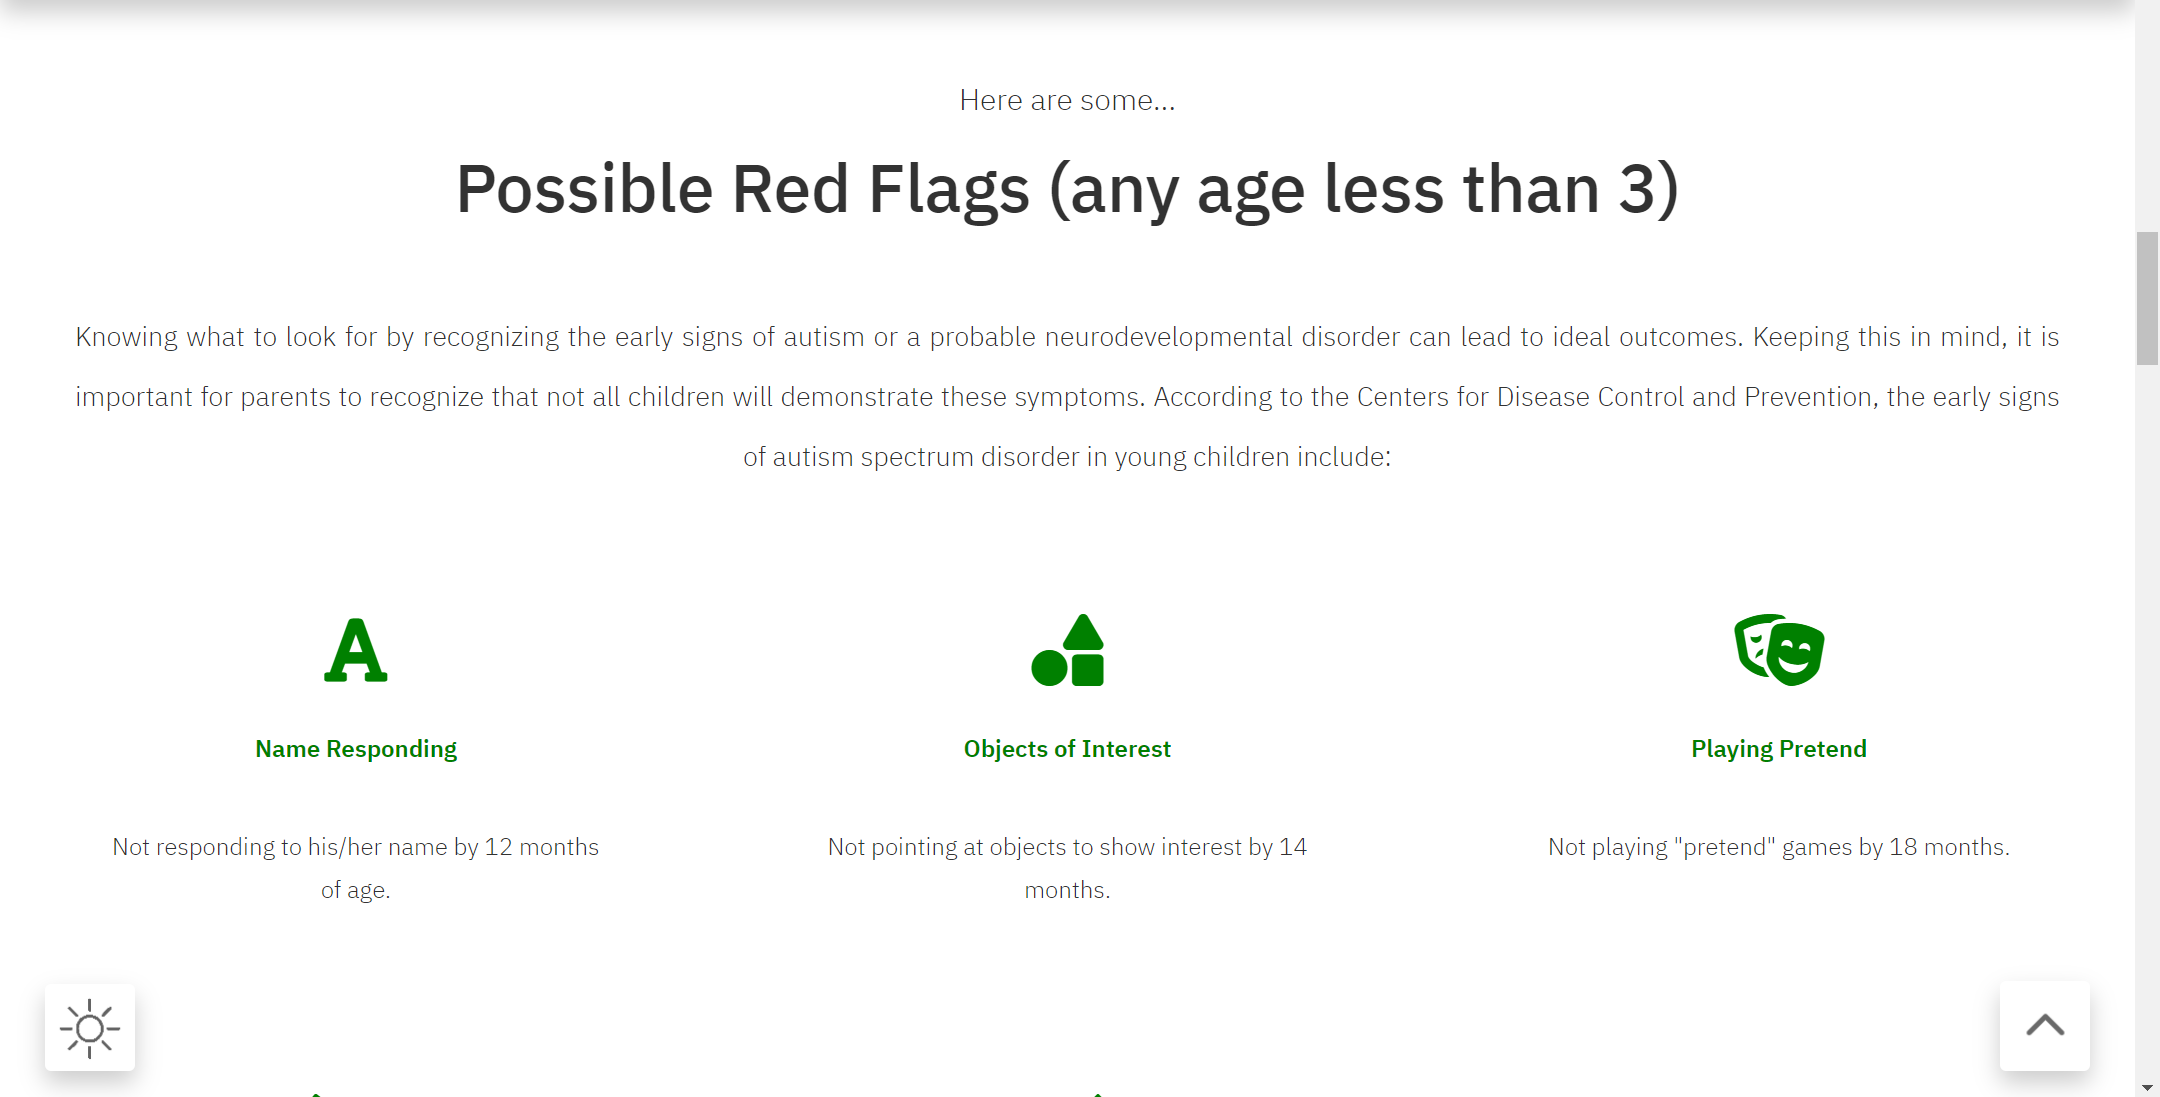 Here are some...
Possible Red Flags (any age less than 3)
Knowing what to look for by recognizing the early signs of autism or a probable neurodevelopmental disorder can lead to ideal outcomes. Keeping this in mind, it is
important for parents to recognize that not all children will demonstrate these symptoms. According to the Centers for Disease Control and Prevention, the early signs
of autism spectrum disorder in young children include:
Name Responding
Not responding to his/her name by 12 months
of age.
Objects of Interest
Not pointing at objects to show interest by 14
months.
Playing Pretend
Not playing "pretend" games by 18 months.